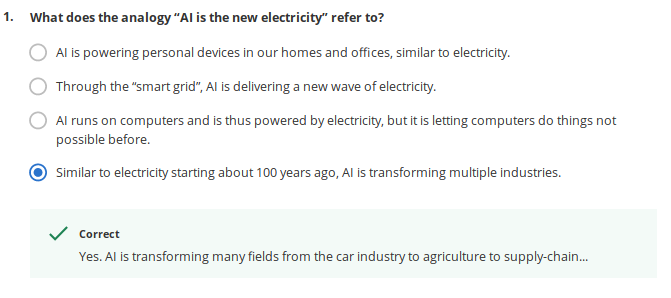 1. What does the analogy “AI is the new electricity” refer to?
AI is powering personal devices in our homes and offices, similar to electricity.
Through the “smart grid”, AI is delivering a new wave of electricity.
AI runs on computers and is thus powered by electricity, but it is letting computers do things not
possible before.
Similar to electricity starting about 100 years ago, AI is transforming multiple industries.
Correct
Yes. AI is transforming many fields from the car industry to agriculture to supply-chain...